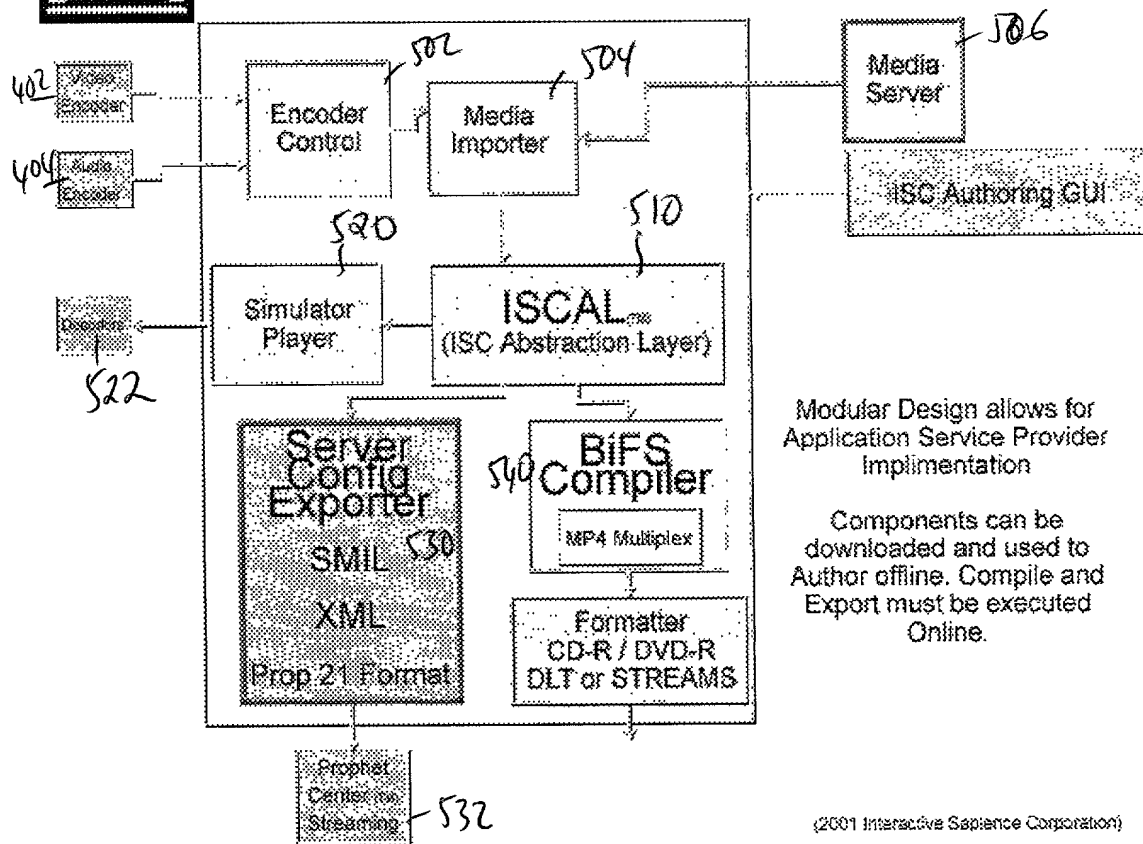 402
Video
Encoder
404
Audio
Encoder
502
Encoder
Control
504
Media
Importer
506
Media
Server
ISC Authoring GUI
520
Simulator
Player
510
ISCAL
(ISC Abstraction Layer)
522
Server
Config
Exporter
530
SMIL
XML
Prop 21 Format
540
BiFS
Compiler
MP4 Multiplex
Formatter
CD-R / DVD-R
DLT or STREAMS
Modular Design allows for
Application Service Provider
Implimentation
Components can be
downloaded and used to
Author offline. Compile and
Export must be executed
Online.
Prophet
Center
Streaming
532
(2001 Interactive Sapience Corporation)